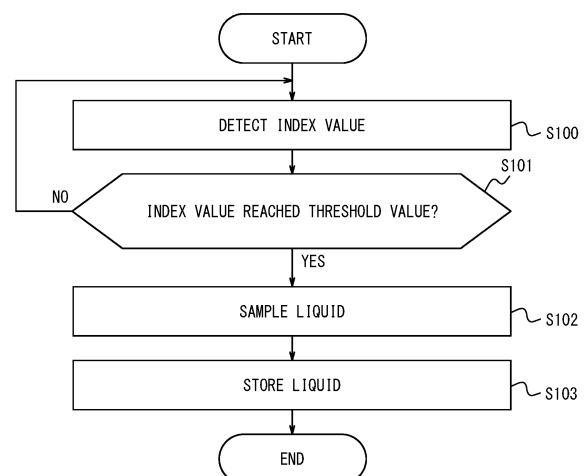 START
DETECT INDEX VALUE
S100
S101
NO
INDEX VALUE REACHED THRESHOLD VALUE?
YES
SAMPLE LIQUID
S102
STORE LIQUID
S103
END